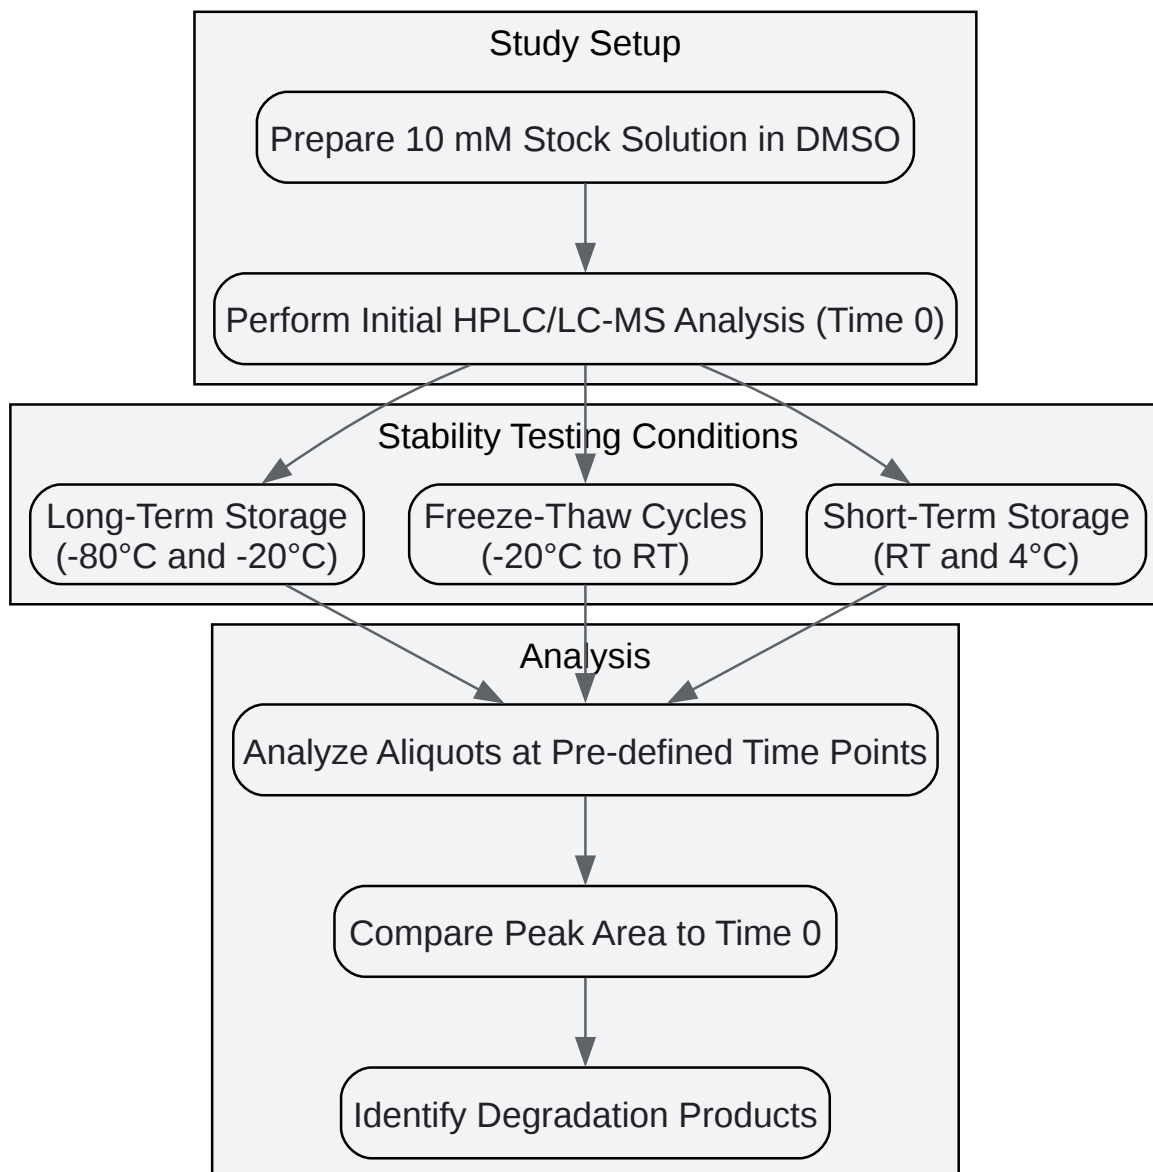 Study Setup
Prepare 10 mM Stock Solution in DMSO
Perform Initial HPLC/LC-MS Analysis (Time 0)
Stability Testing Conditions
Long-Term Storage
(-80°C and -20°C)
Freeze-Thaw Cycles
(-20°C to RT)
Short-Term Storage
(RT and 4°C)
Analysis
Analyze Aliquots at Pre-defined Time Points
Compare Peak Area to Time 0
Identify Degradation Products